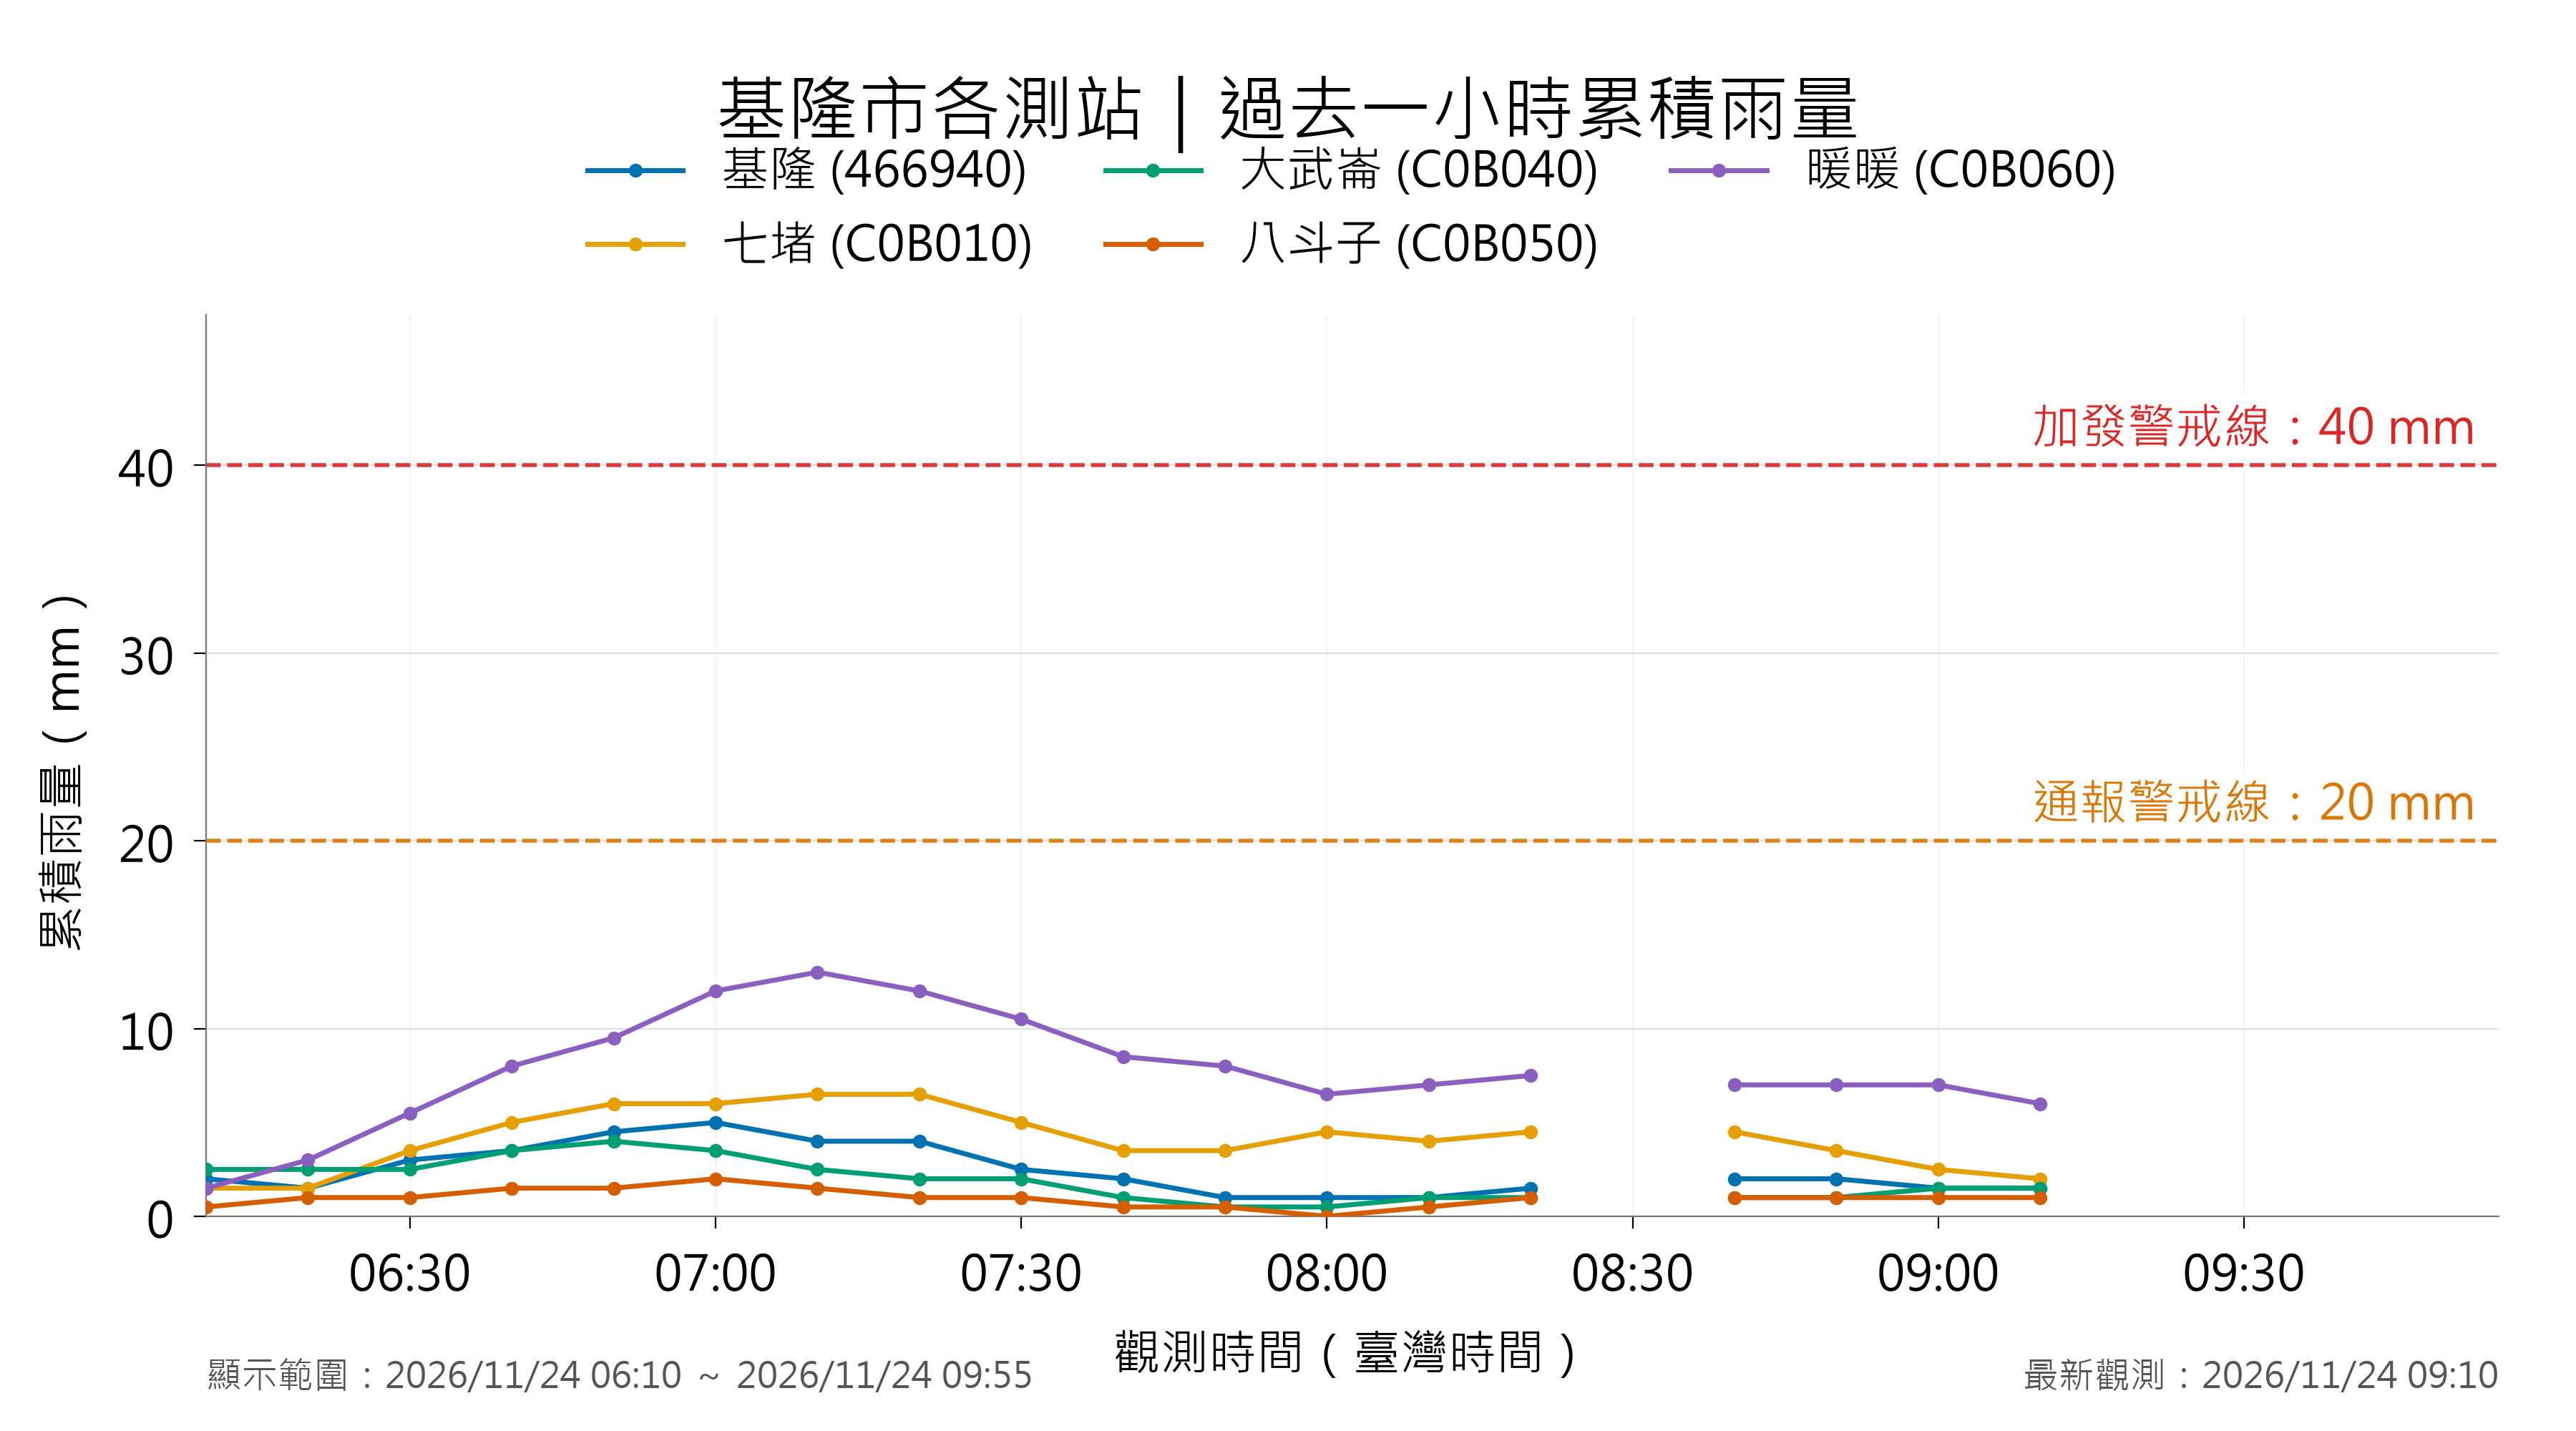 基隆市各測站｜過去一小時累積雨量
基隆 (466940)
大武崙 (C0B040)
暖暖 (C0B060)
七堵 (C0B010)
八斗子 (C0B050)
加發警戒線：40 mm
通報警戒線：20 mm
累積雨量（mm）
40
30
20
10
0
06:30
07:00
07:30
08:00
08:30
09:00
09:30
觀測時間（臺灣時間）
顯示範圍：2026/11/24 06:10 ~ 2026/11/24 09:55
最新觀測：2026/11/24 09:10